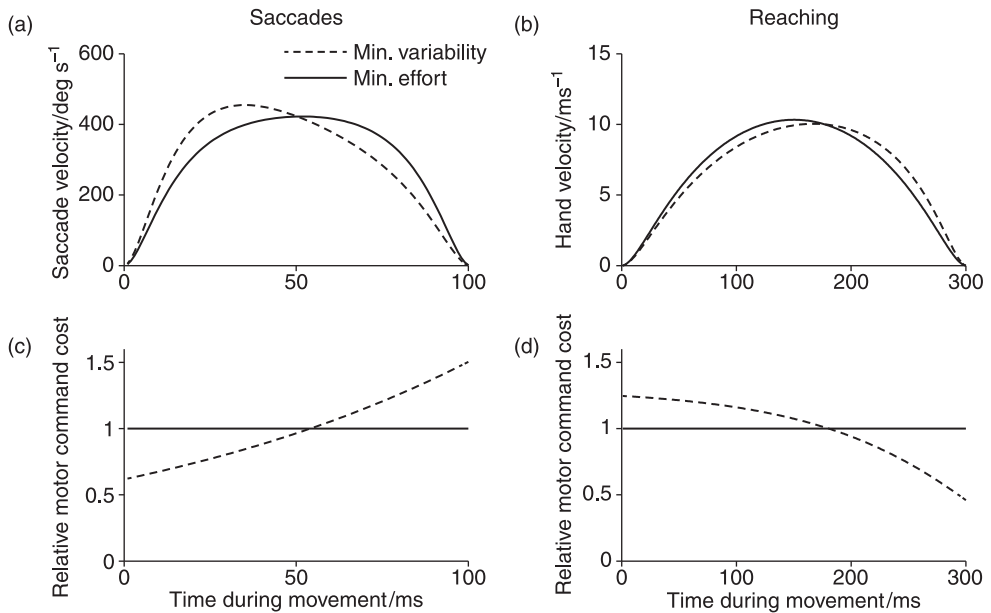 Saccades
(a)
600
400
200
0
Saccade velocity/deg s⁻¹
Min. variability
Min. effort
0
50
100
Reaching
(b)
15
10
5
0
Hand velocity/ms⁻¹
0
100
200
300
(c)
1.5
1
0.5
0
Relative motor command cost
0
50
100
Time during movement/ms
(d)
1.5
1
0.5
0
Relative motor command cost
0
100
200
300
Time during movement/ms